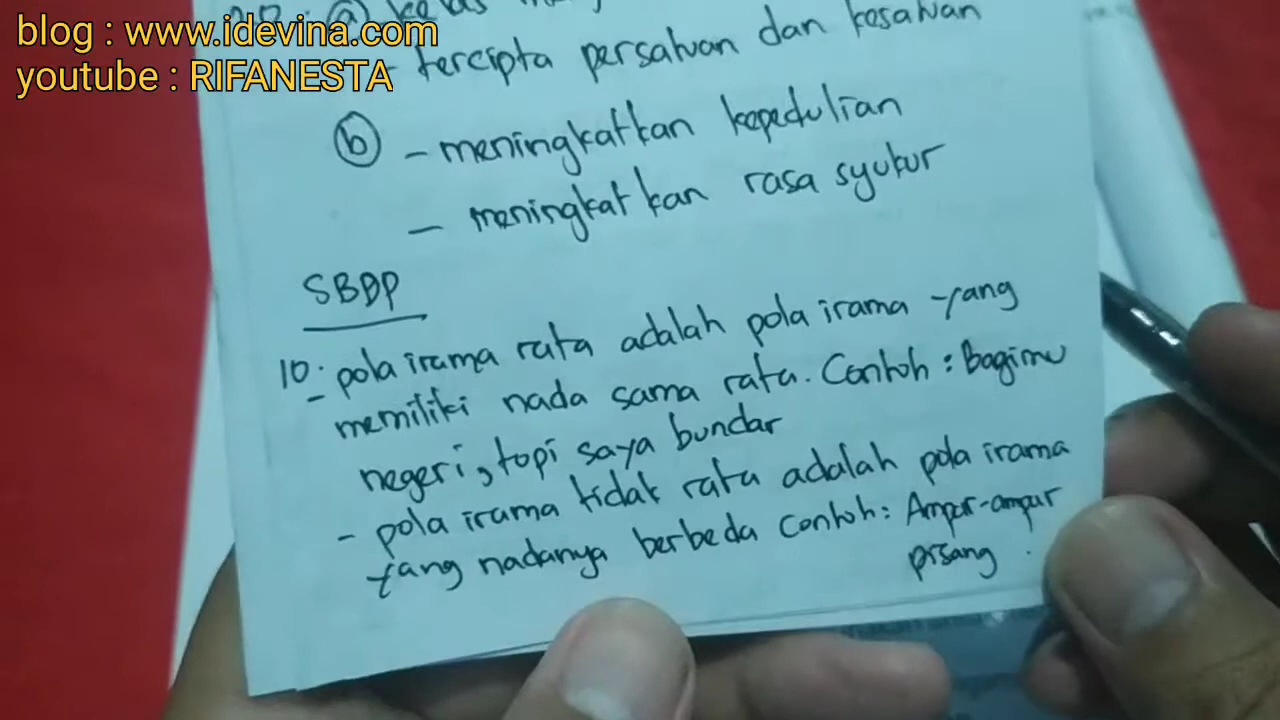 blog : www.idevina.com
youtube : RIFANESTA
@ kelas
- tercipta persatuan dan kesatuan
b - meningkatkan kepedulian
- meningkatkan rasa syukur
SBDP
10. - pola irama rata adalah pola irama yang
memiliki nada sama rata. Contoh : Bagimu
negeri, topi saya bundar
- pola irama tidak rata adalah pola irama
yang nadanya berbeda contoh: Ampar-ampar
pisang.